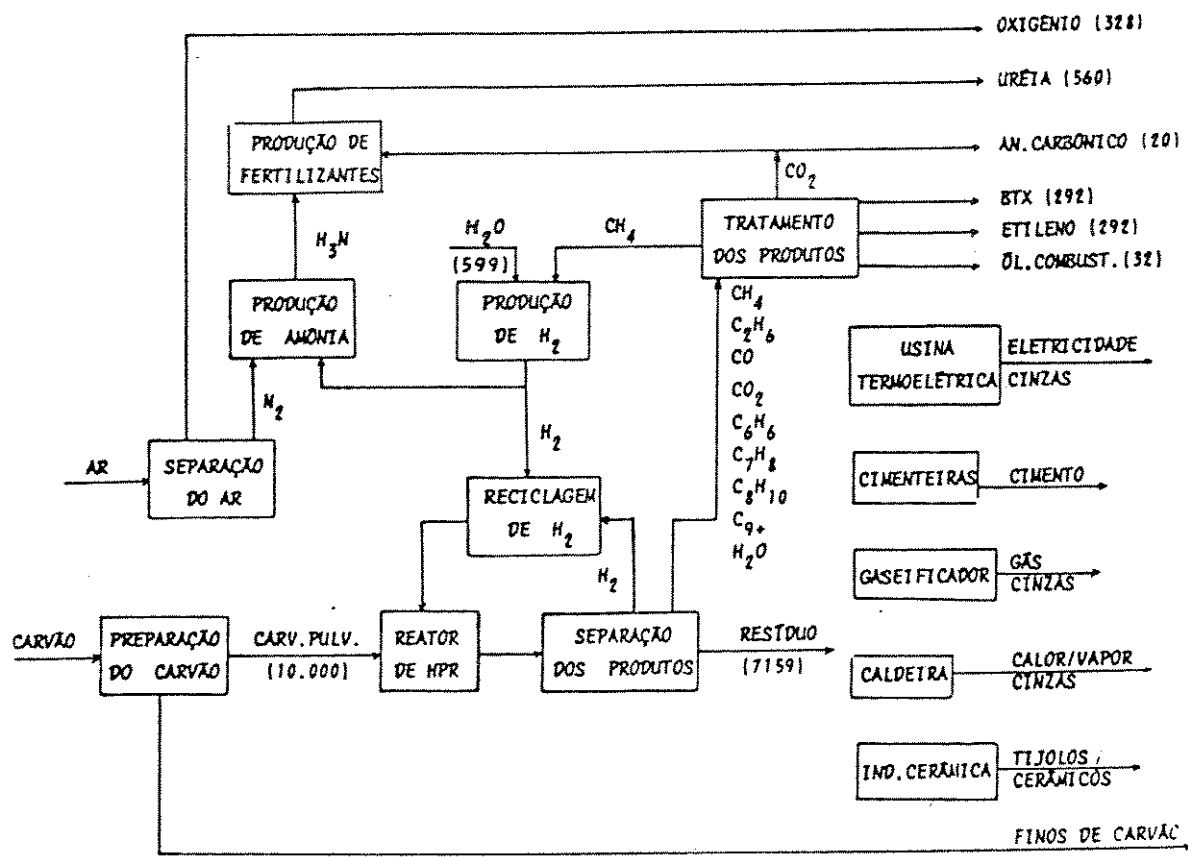 OXIGÊNIO (328)
URÉIA (560)
PRODUÇÃO DE
FERTILIZANTES
AN.CARBÔNICO (20)
CO2
BTX (292)
ETILENO (292)
ÓL.COMBUST.(32)
TRATAMENTO
DOS PRODUTOS
H3N
H2O
(599)
CH4
PRODUÇÃO
DE AMÔNIA
PRODUÇÃO
DE H2
CH4
C2H6
CO
CO2
C6H6
C7H8
C8H10
C9+
H2O
USINA
TERMOELÉTRICA
ELETRICIDADE
CINZAS
N2
H2
AR
SEPARAÇÃO
DO AR
RECICLAGEM
DE H2
CIMENTEIRAS
CIMENTO
H2
GASEIFICADOR
GÁS
CINZAS
CARVÃO
PREPARAÇÃO
DO CARVÃO
CARV.PULV.
(10.000)
REATOR
DE HPR
SEPARAÇÃO
DOS PRODUTOS
RESÍDUO
(7159)
CALDEIRA
CALOR/VAPOR
CINZAS
IND.CERÂMICA
TIJOLOS
CERÂMICOS
FINOS DE CARVÃO